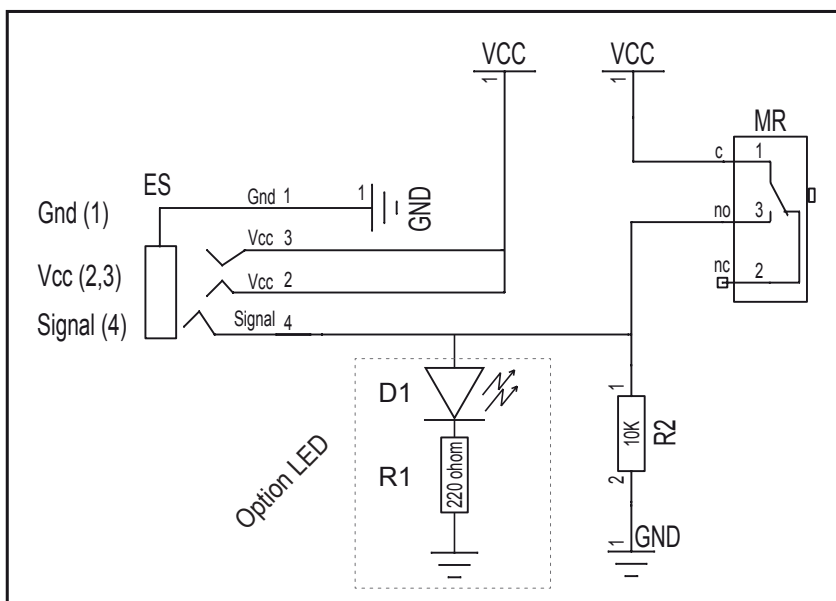 VCC
1
VCC
1
MR
c 1
no 3
nc 2
ES
Gnd (1)
Gnd 1
1
GND
Vcc 3
Vcc (2,3)
Vcc 2
Signal (4)
Signal 4
D1
R1
220 ohom
Option LED
1
10K
R2
2
1
GND